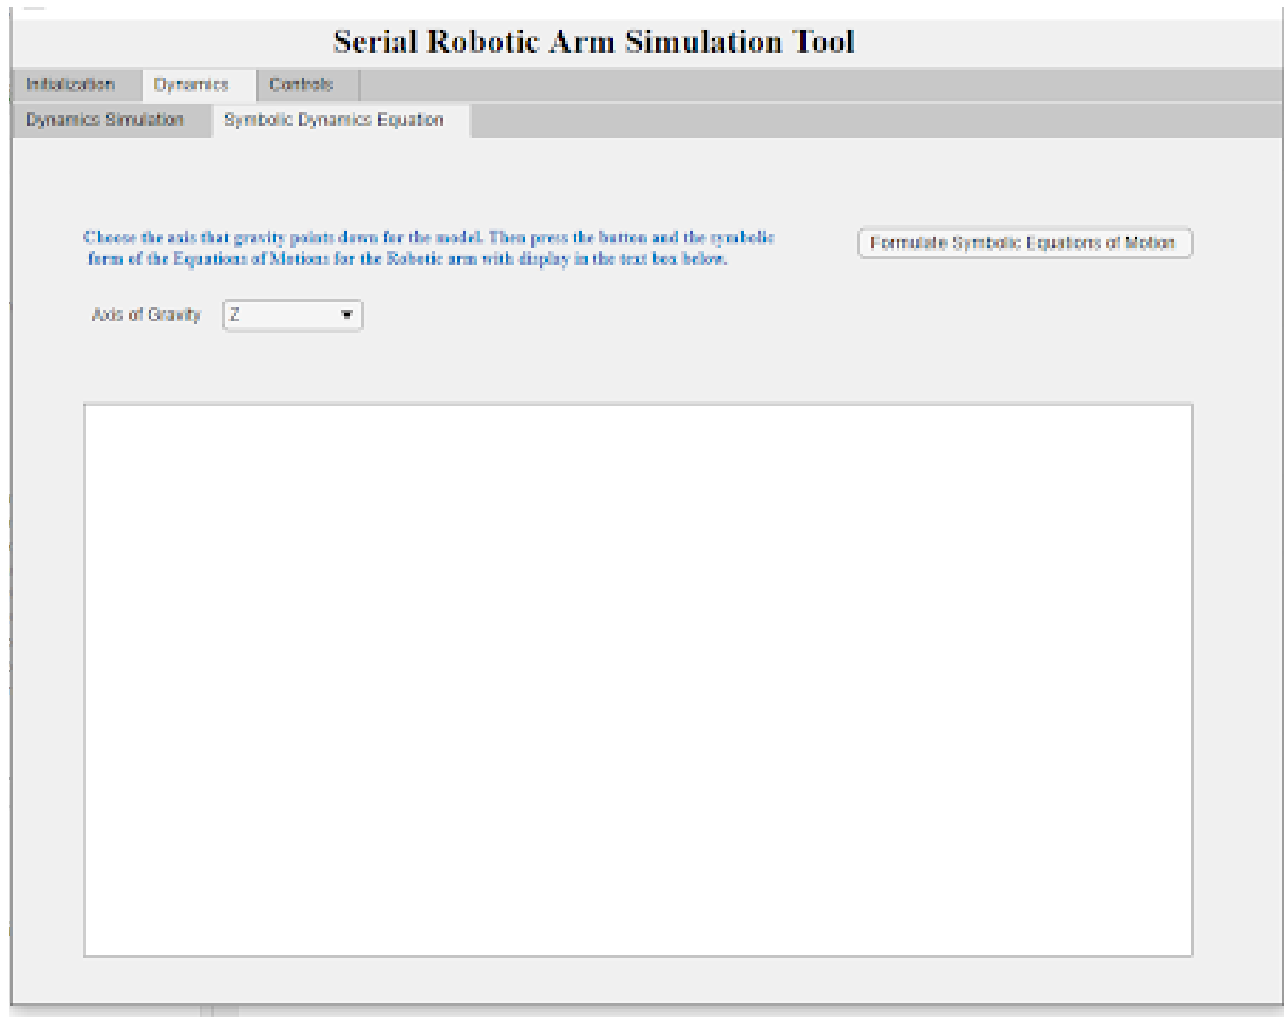 Serial Robotic Arm Simulation Tool
Initialization Dynamics Controls
Dynamics Simulation Symbolic Dynamics Equation
Choose the axis that gravity points down for the model. Then press the button and the symbolic
form of the Equations of Motions for the Robotic arm with display in the text box below.
Formulate Symbolic Equations of Motion
Axis of Gravity Z